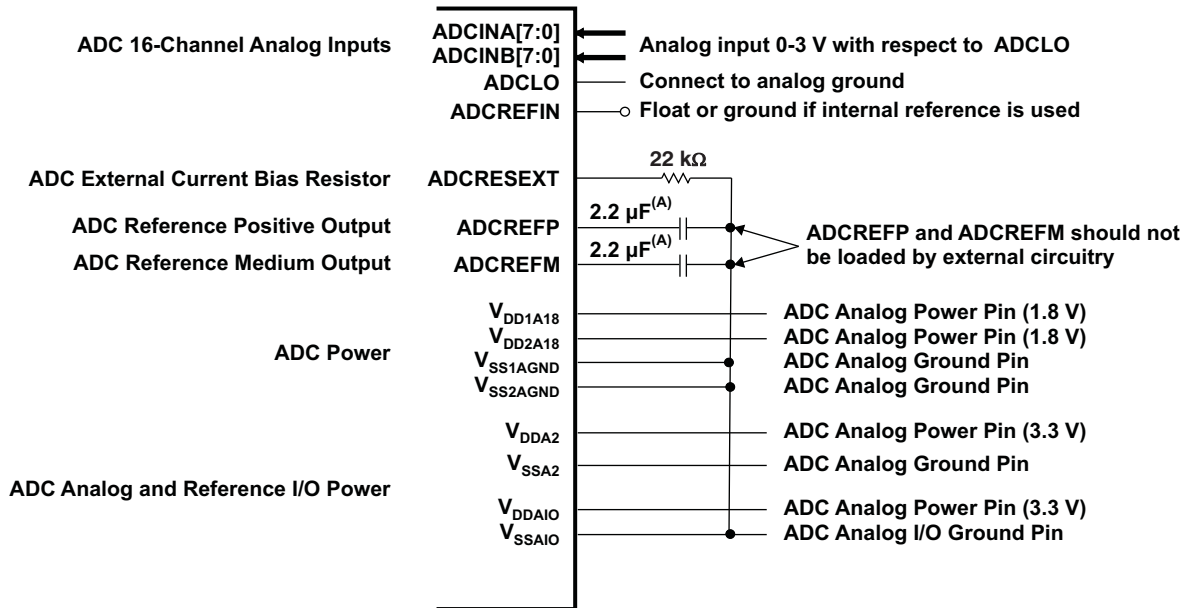 ADC 16-Channel Analog Inputs
ADCINA[7:0]
ADCINB[7:0]
Analog input 0-3 V with respect to ADCLO
ADCLO
Connect to analog ground
ADCREFIN
Float or ground if internal reference is used
22 kΩ
ADC External Current Bias Resistor
ADCRESEXT
2.2 µF(A)
ADC Reference Positive Output
ADCREFP
2.2 µF(A)
ADC Reference Medium Output
ADCREFM
ADCREFP and ADCREFM should not
be loaded by external circuitry
ADC Power
VDD1A18
ADC Analog Power Pin (1.8 V)
VDD2A18
ADC Analog Power Pin (1.8 V)
VSS1AGND
ADC Analog Ground Pin
VSS2AGND
ADC Analog Ground Pin
ADC Analog and Reference I/O Power
VDDA2
ADC Analog Power Pin (3.3 V)
VSSA2
ADC Analog Ground Pin
VDDAIO
ADC Analog Power Pin (3.3 V)
VSSAIO
ADC Analog I/O Ground Pin